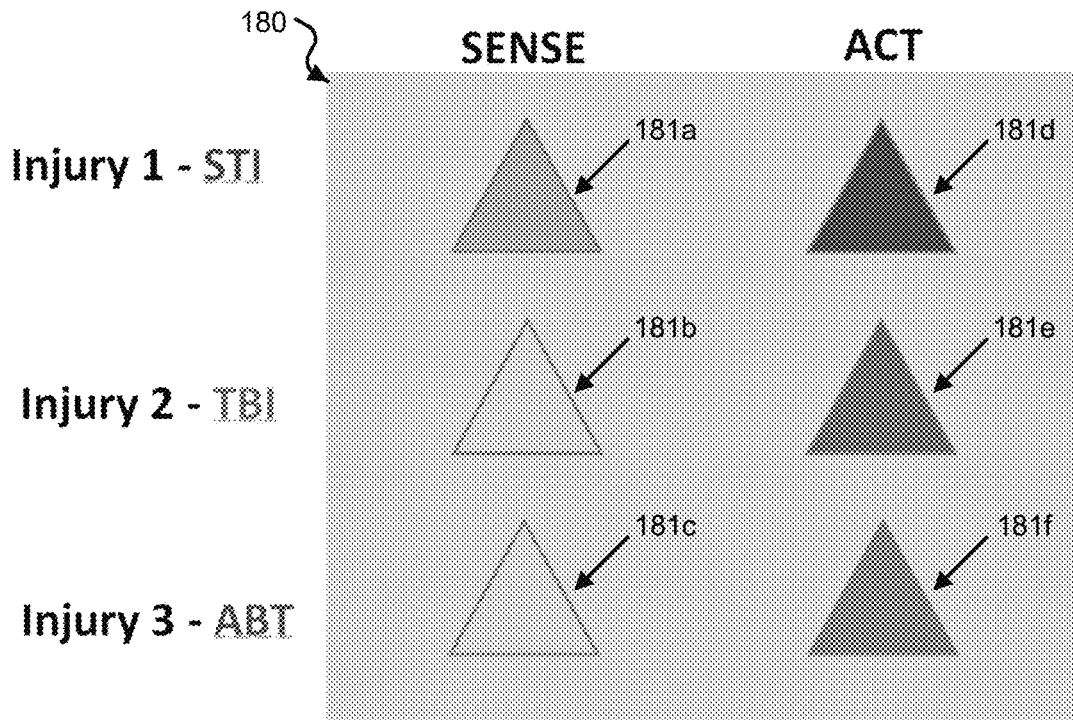 180
SENSE ACT
181a 181d
Injury 1 - STI
181b 181e
Injury 2 - TBI
181c 181f
Injury 3 - ABT